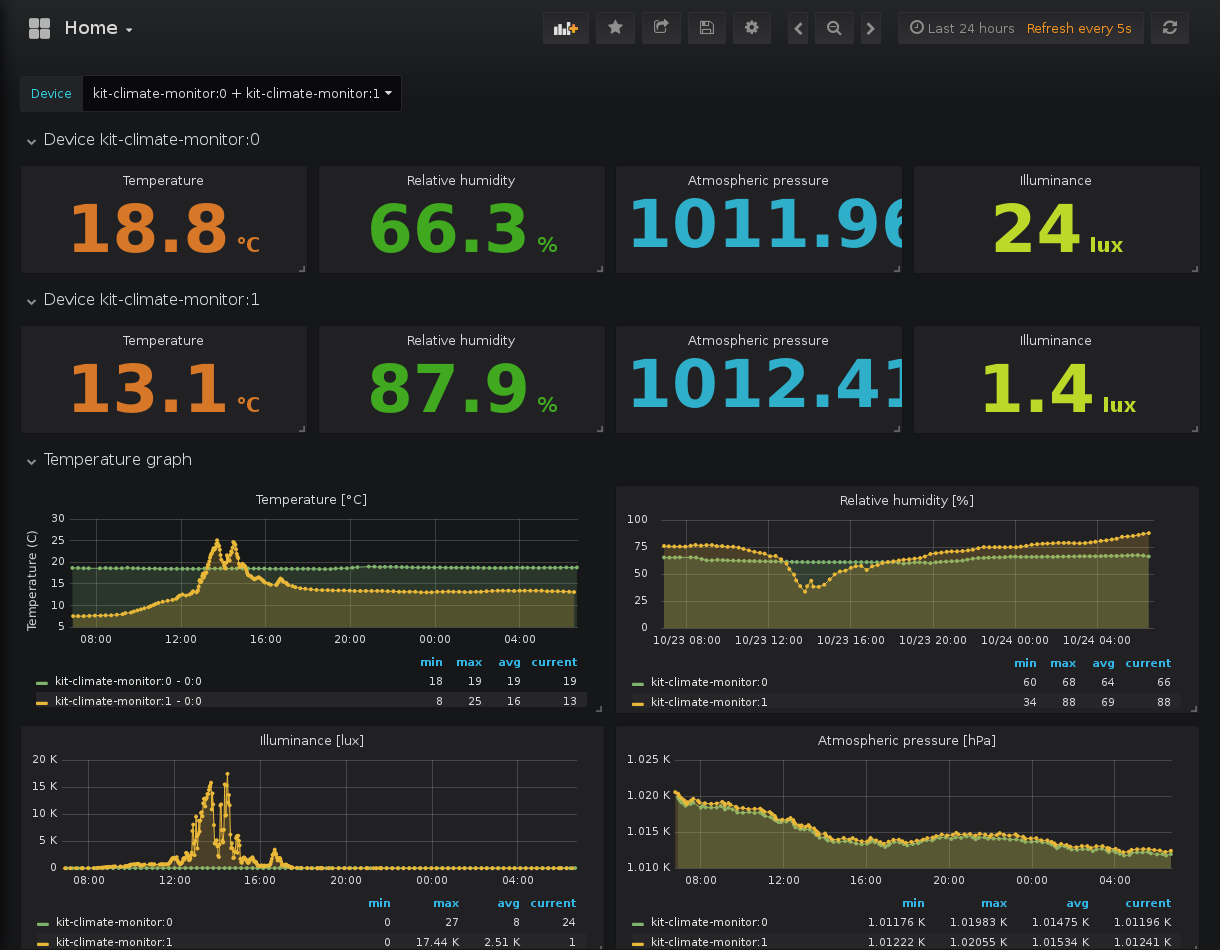 Home
Last 24 hours Refresh every 5s
Device kit-climate-monitor:0 + kit-climate-monitor:1
Device kit-climate-monitor:0
Temperature Relative humidity Atmospheric pressure Illuminance
18.8 °C 66.3 % 1011.96 24 lux
Device kit-climate-monitor:1
Temperature Relative humidity Atmospheric pressure Illuminance
13.1 °C 87.9 % 1012.41 1.4 lux
Temperature graph
Temperature [°C]
Temperature (C)
30
25
20
15
10
5
08:00 12:00 16:00 20:00 00:00 04:00
min max avg current
kit-climate-monitor:0 - 0:0 18 19 19 19
kit-climate-monitor:1 - 0:0 8 25 16 13
Relative humidity [%]
100
75
50
25
0
10/23 08:00 10/23 12:00 10/23 16:00 10/23 20:00 10/24 00:00 10/24 04:00
min max avg current
kit-climate-monitor:0 60 68 64 66
kit-climate-monitor:1 34 88 69 88
Illuminance [lux]
20 K
15 K
10 K
5 K
0
08:00 12:00 16:00 20:00 00:00 04:00
min max avg current
kit-climate-monitor:0 0 27 8 24
kit-climate-monitor:1 0 17.44 K 2.51 K 1
Atmospheric pressure [hPa]
1.025 K
1.020 K
1.015 K
1.010 K
08:00 12:00 16:00 20:00 00:00 04:00
min max avg current
kit-climate-monitor:0 1.01176 K 1.01983 K 1.01475 K 1.01196 K
kit-climate-monitor:1 1.01222 K 1.02055 K 1.01534 K 1.01241 K